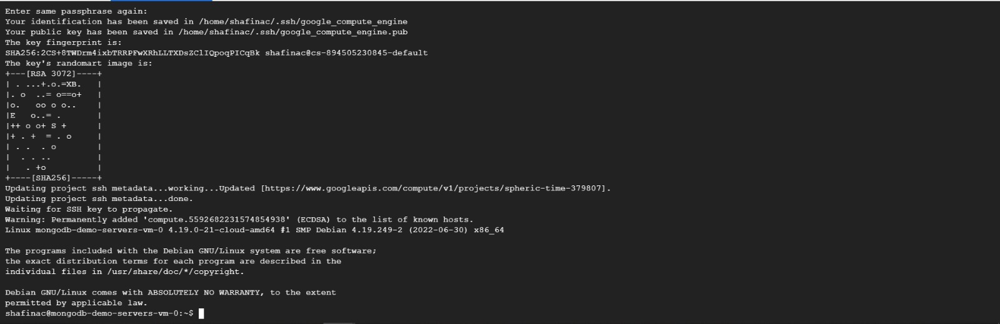 Enter same passphrase again:
Your identification has been saved in /home/shafinac/.ssh/google_compute_engine
Your public key has been saved in /home/shafinac/.ssh/google_compute_engine.pub
The key fingerprint is:
SHA256:2CS+8TWDrm4ixbTRRPFwXRhLLTXDsZClIQpoqPICqBk shafinac@cs-894505230845-default
The key's randomart image is:
+---[RSA 3072]----+
| . ...+.o.=XB.   |
|. o  ..= o==o+   |
|o.   oo o o..    |
|E   o..= .       |
|++ o o+ S +      |
|+ . +  = . o     |
| . .  . o        |
|  . . ..         |
|   . +o          |
+----[SHA256]-----+
Updating project ssh metadata...working...Updated [https://www.googleapis.com/compute/v1/projects/spheric-time-379807].
Updating project ssh metadata...done.
Waiting for SSH key to propagate.
Warning: Permanently added 'compute.5592682231574854938' (ECDSA) to the list of known hosts.
Linux mongodb-demo-servers-vm-0 4.19.0-21-cloud-amd64 #1 SMP Debian 4.19.249-2 (2022-06-30) x86_64

The programs included with the Debian GNU/Linux system are free software;
the exact distribution terms for each program are described in the
individual files in /usr/share/doc/*/copyright.

Debian GNU/Linux comes with ABSOLUTELY NO WARRANTY, to the extent
permitted by applicable law.
shafinac@mongodb-demo-servers-vm-0:~$